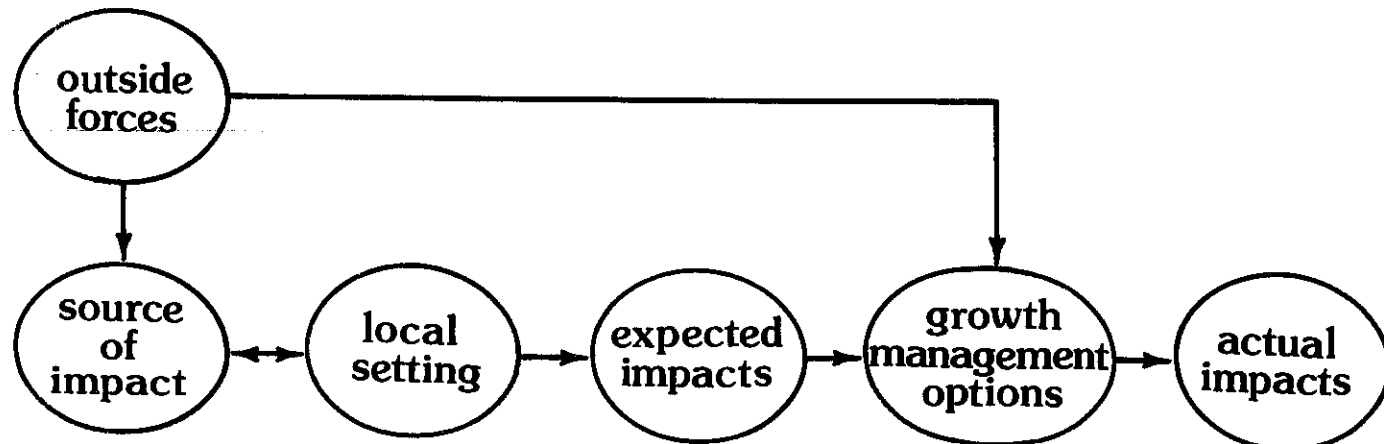 outside
forces
source
of
impact
local
setting
expected
impacts
growth
management
options
actual
impacts